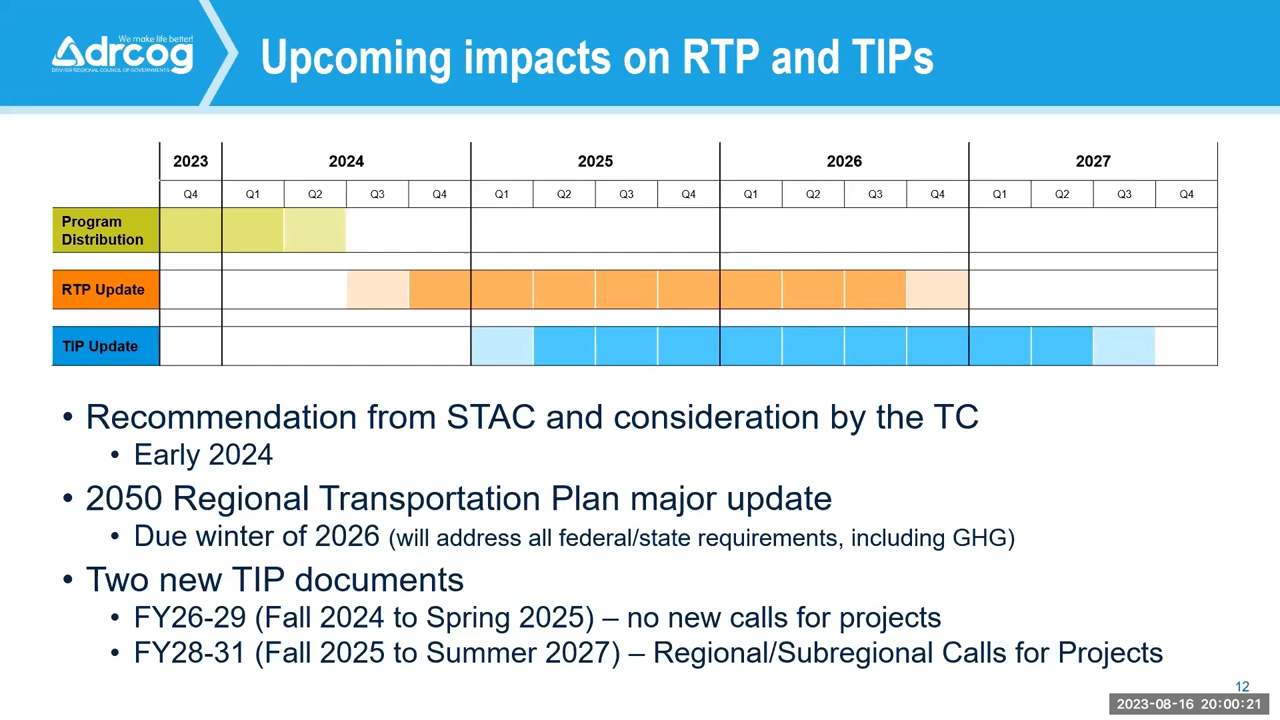 We make life better!
drcog
DENVER REGIONAL COUNCIL OF GOVERNMENTS
Upcoming impacts on RTP and TIPs
2023 2024 2025 2026 2027
Q4 Q1 Q2 Q3 Q4 Q1 Q2 Q3 Q4 Q1 Q2 Q3 Q4 Q1 Q2 Q3 Q4
Program
Distribution
RTP Update
TIP Update
• Recommendation from STAC and consideration by the TC
• Early 2024
• 2050 Regional Transportation Plan major update
• Due winter of 2026 (will address all federal/state requirements, including GHG)
• Two new TIP documents
• FY26-29 (Fall 2024 to Spring 2025) – no new calls for projects
• FY28-31 (Fall 2025 to Summer 2027) – Regional/Subregional Calls for Projects
12
2023-08-16 20:00:21